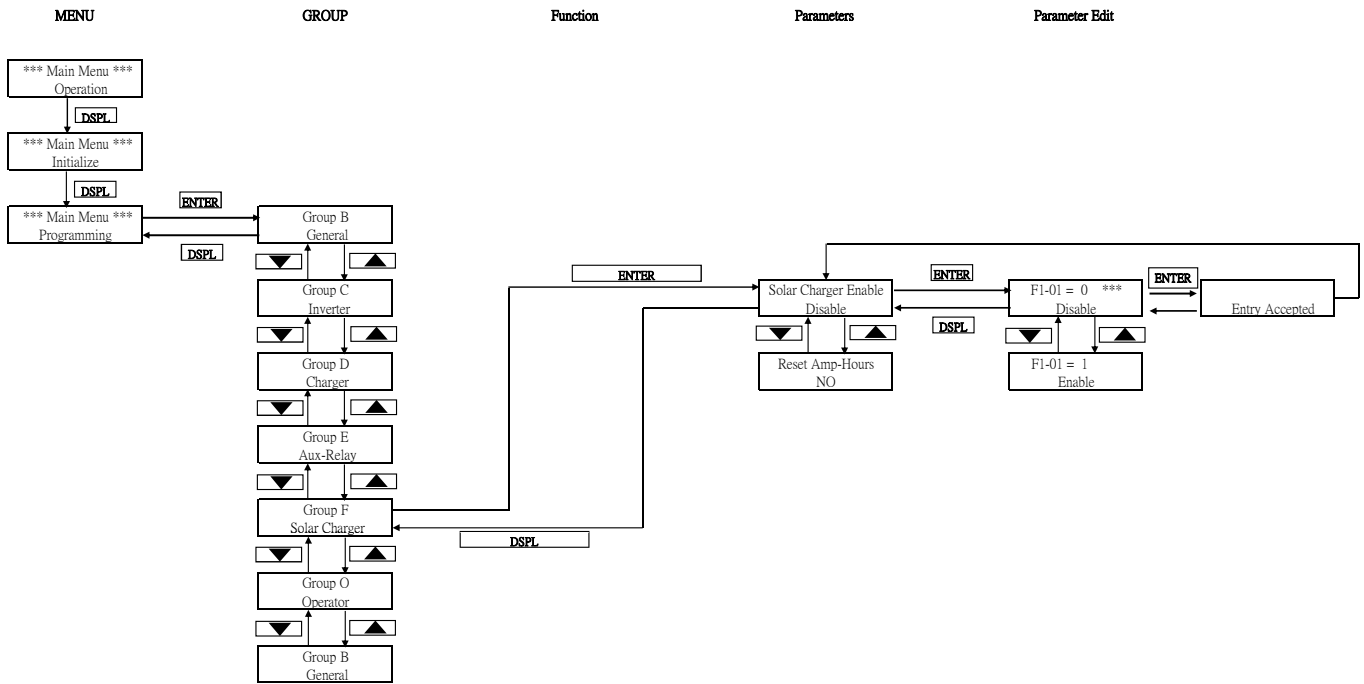 MENU
GROUP
Function
Parameters
Parameter Edit
*** Main Menu ***
Operation
DSPL
*** Main Menu ***
Initialize
DSPL
*** Main Menu ***
Programming
ENTER
DSPL
Group B
General
Group C
Inverter
Group D
Charger
Group E
Aux-Relay
Group F
Solar Charger
Group O
Operator
Group B
General
ENTER
DSPL
Solar Charger Enable
Disable
Reset Amp-Hours
NO
ENTER
DSPL
F1-01 = 0 ***
Disable
F1-01 = 1
Enable
ENTER
Entry Accepted